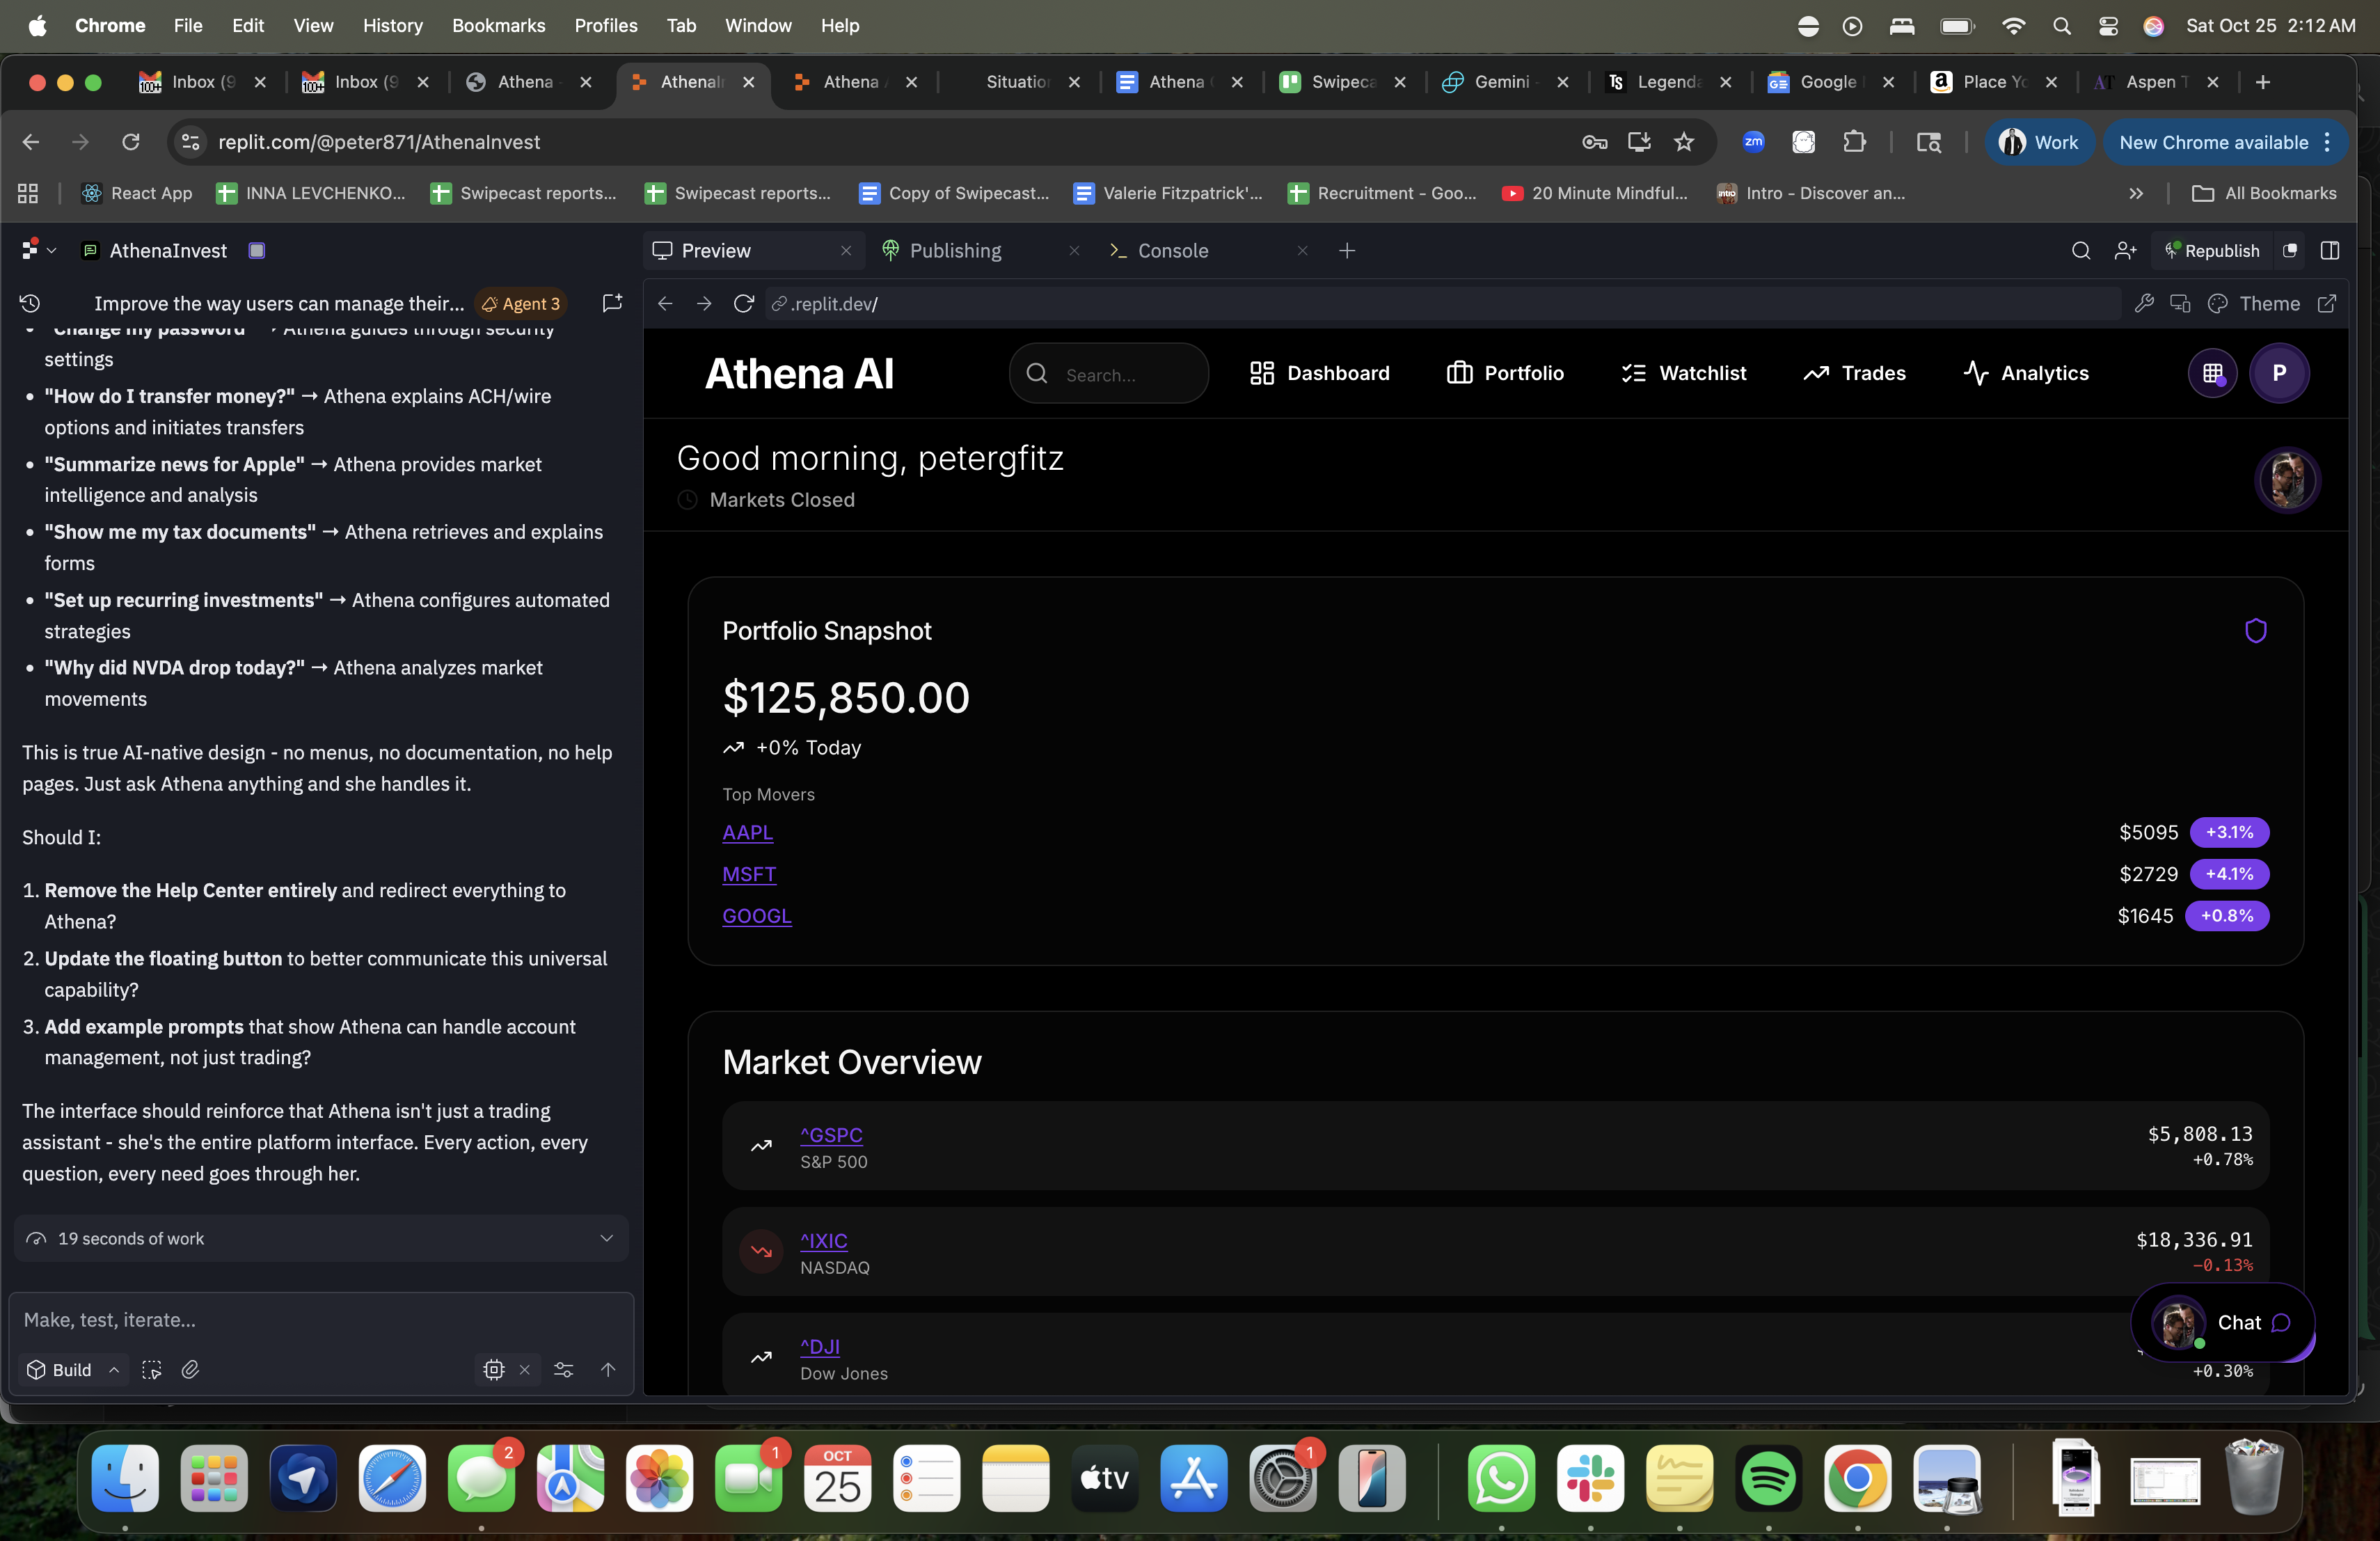 Chrome File Edit View History Bookmarks Profiles Tab Window Help Sat Oct 25 2:12 AM
Inbox (9 Inbox (9 Athena - AthenaIn Athena / Situation Athena Swipeca Gemini - Legenda Google Place Yo Aspen T
replit.com/@peter871/AthenaInvest
zm
Work
New Chrome available
React App INNA LEVCHENKO... Swipecast reports... Swipecast reports... Copy of Swipecast... Valerie Fitzpatrick'... Recruitment - Goo... 20 Minute Mindful... Intro - Discover an... All Bookmarks
AthenaInvest
Preview Publishing Console
Republish
Improve the way users can manage their... Agent 3
.replit.dev/
Theme
"Change my password" → Athena guides through security
settings
"How do I transfer money?" → Athena explains ACH/wire
options and initiates transfers
"Summarize news for Apple" → Athena provides market
intelligence and analysis
"Show me my tax documents" → Athena retrieves and explains
forms
"Set up recurring investments" → Athena configures automated
strategies
"Why did NVDA drop today?" → Athena analyzes market
movements
This is true AI-native design - no menus, no documentation, no help
pages. Just ask Athena anything and she handles it.
Should I:
1. Remove the Help Center entirely and redirect everything to
Athena?
2. Update the floating button to better communicate this universal
capability?
3. Add example prompts that show Athena can handle account
management, not just trading?
The interface should reinforce that Athena isn't just a trading
assistant - she's the entire platform interface. Every action, every
question, every need goes through her.
19 seconds of work
Make, test, iterate...
Build
Athena AI
Search...
Dashboard Portfolio Watchlist Trades Analytics
P
Good morning, petergfitz
Markets Closed
Portfolio Snapshot
$125,850.00
+0% Today
Top Movers
AAPL $5095 +3.1%
MSFT $2729 +4.1%
GOOGL $1645 +0.8%
Market Overview
^GSPC $5,808.13
S&P 500 +0.78%
^IXIC $18,336.91
NASDAQ -0.13%
^DJI
Dow Jones +0.30%
Chat
2
1
OCT
25
tv
1